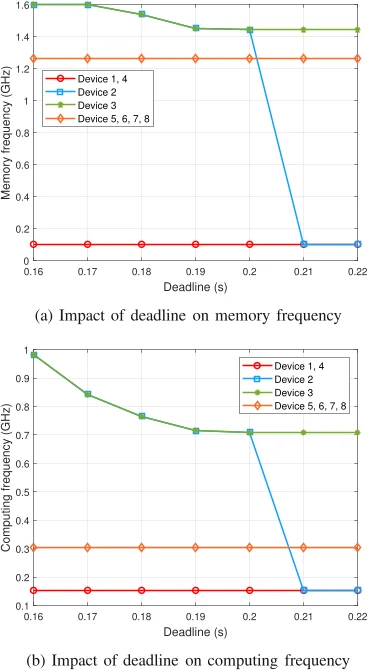 1.6
1.4
1.2
1
0.8
0.6
0.4
0.2
0
Memory frequency (GHz)
Device 1, 4
Device 2
Device 3
Device 5, 6, 7, 8
0.16 0.17 0.18 0.19 0.2 0.21 0.22
Deadline (s)
(a) Impact of deadline on memory frequency
1
0.9
0.8
0.7
0.6
0.5
0.4
0.3
0.2
0.1
Computing frequency (GHz)
Device 1, 4
Device 2
Device 3
Device 5, 6, 7, 8
0.16 0.17 0.18 0.19 0.2 0.21 0.22
Deadline (s)
(b) Impact of deadline on computing frequency